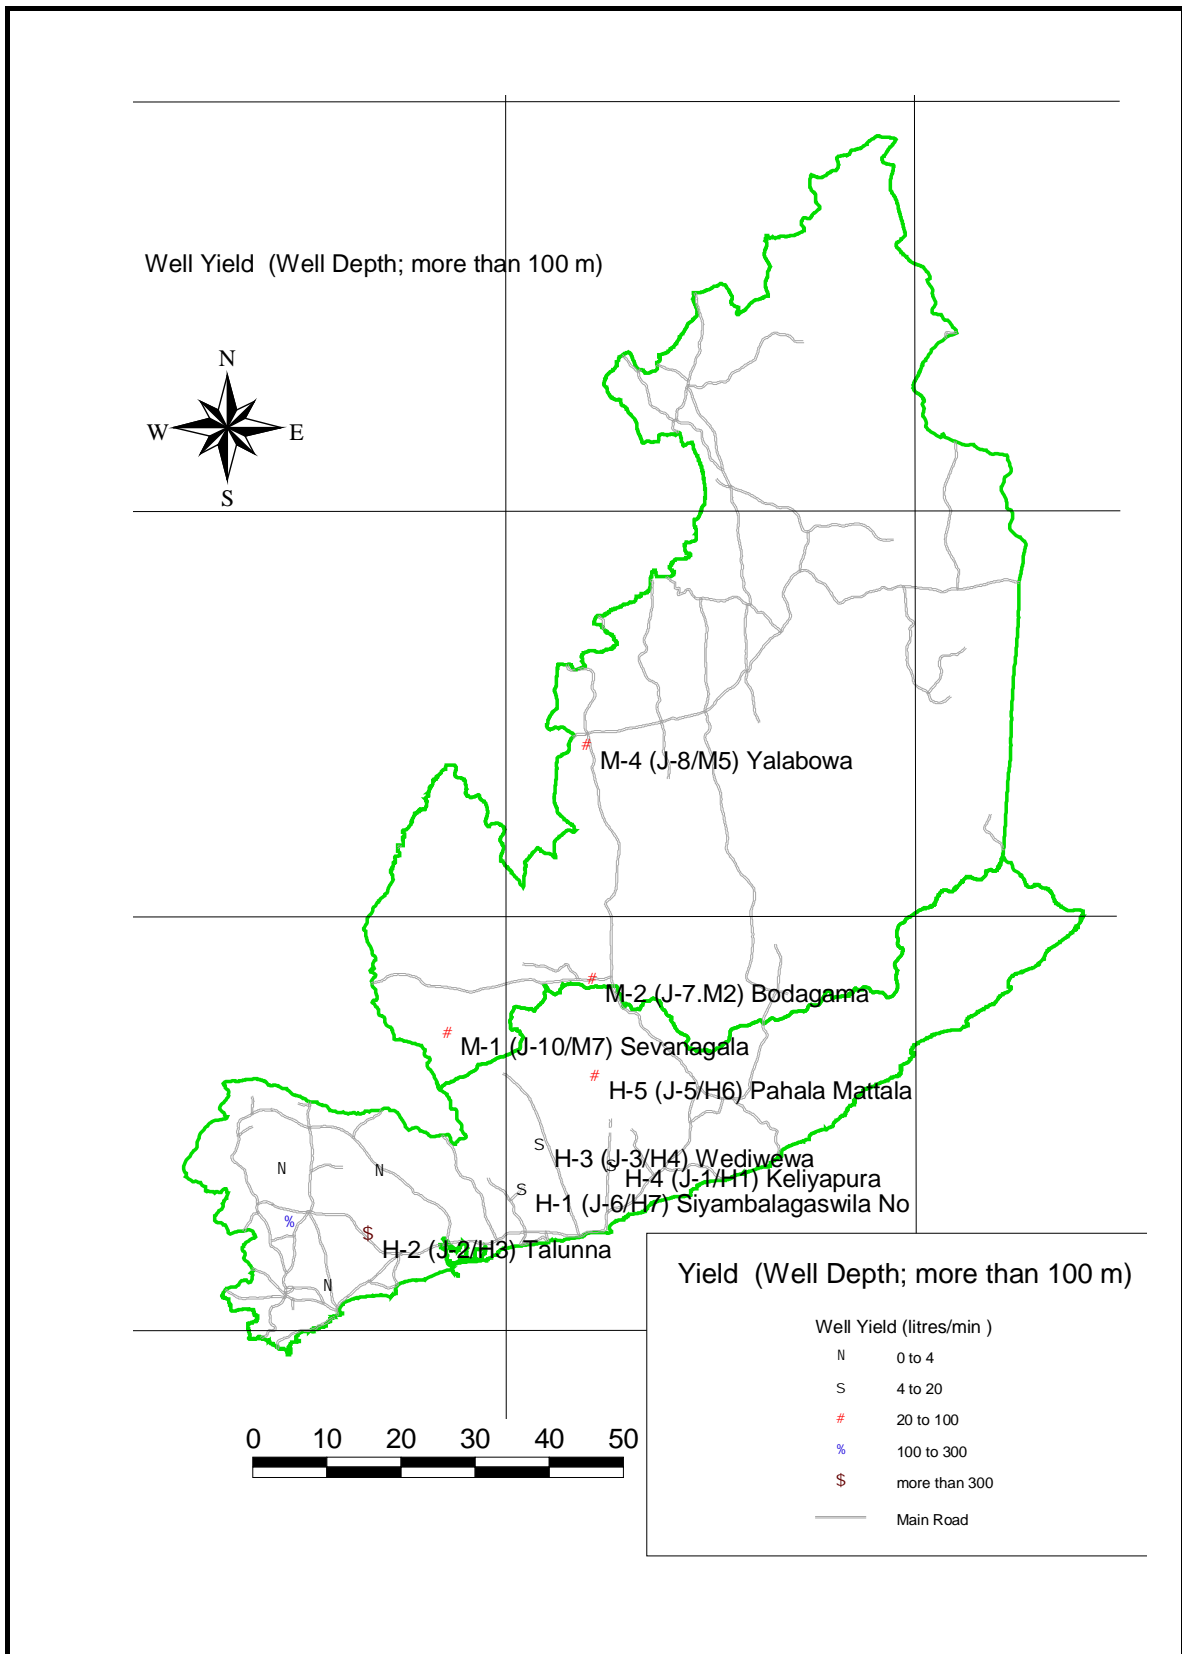 Well Yield (Well Depth; more than 100 m)
N
W E
S
#
M-4 (J-8/M5) Yalabowa
#
M-2 (J-7.M2) Bodagama
#
M-1 (J-10/M7) Sevanagala
#
H-5 (J-5/H6) Pahala Mattala
S
H-3 (J-3/H4) Wediwewa
N
N
S
H-4 (J-1/H1) Keliyapura
S
H-1 (J-6/H7) Siyambalagaswila No
%
$
H-2 (J-2/H3) Talunna
N
Yield (Well Depth; more than 100 m)
Well Yield (litres/min )
N 0 to 4
S 4 to 20
# 20 to 100
% 100 to 300
$ more than 300
Main Road
0 10 20 30 40 50